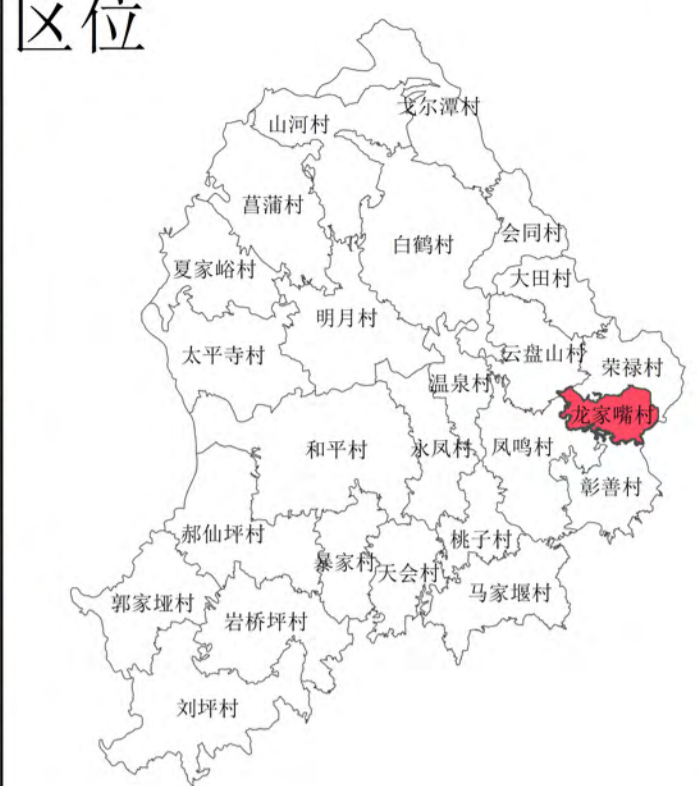 区位
戈尔潭村
山河村
菖蒲村
会同村
白鹤村
夏家峪村
大田村
明月村
太平寺村
云盘山村
荣禄村
温泉村
龙家嘴村
和平村
永凤村
凤鸣村
彰善村
郝仙坪村
桃子村
暴家村
天会村
马家堰村
郭家垭村
岩桥坪村
刘坪村